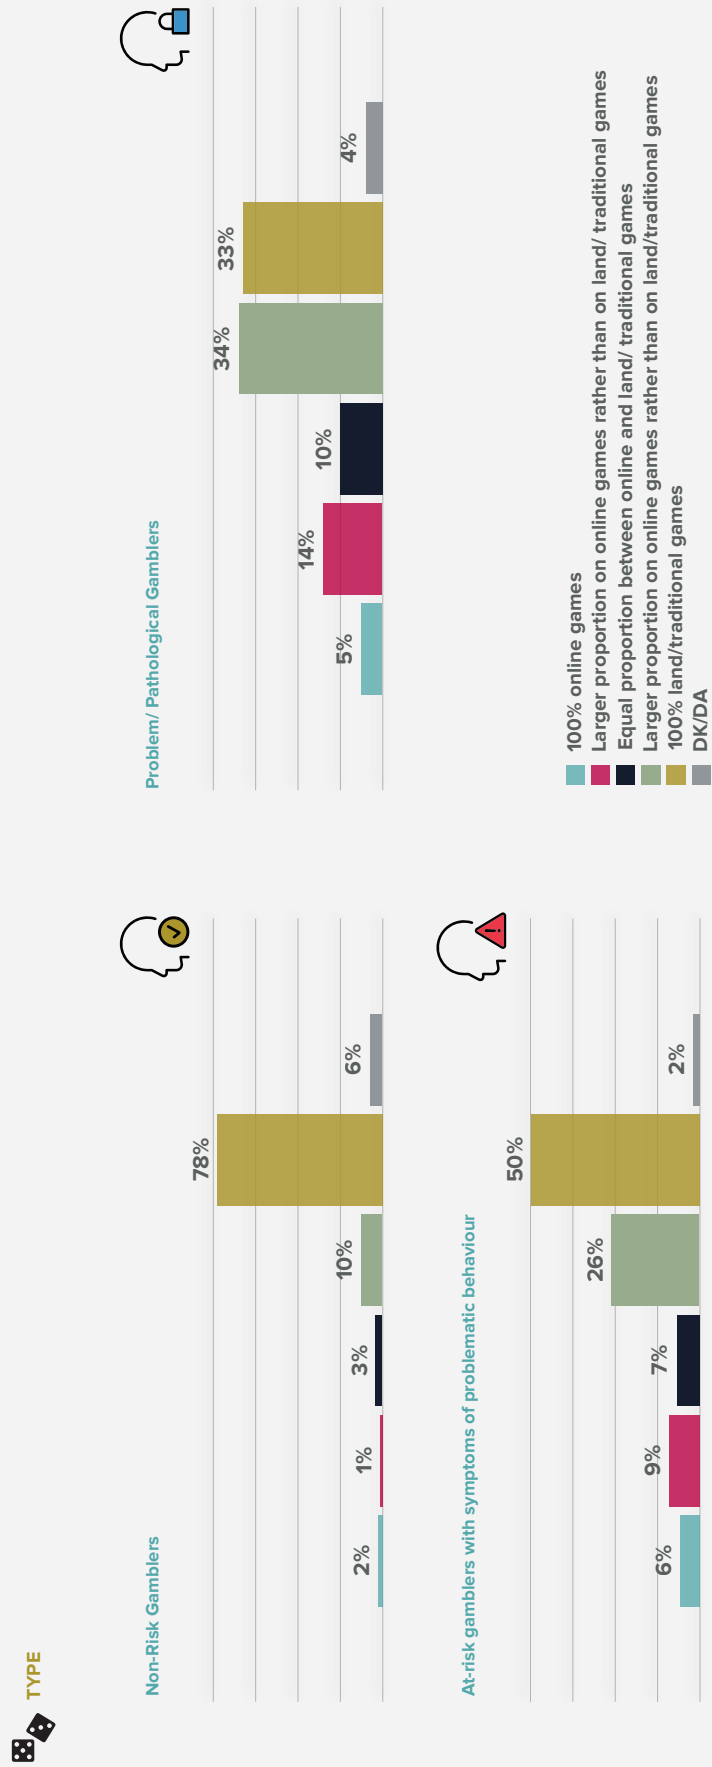 TYPE
Non-Risk Gamblers
2%
1%
3%
10%
78%
6%
Problem/ Pathological Gamblers
5%
14%
10%
34%
33%
4%
At-risk gamblers with symptoms of problematic behaviour
6%
9%
7%
26%
50%
2%
100% online games
Larger proportion on online games rather than on land/ traditional games
Equal proportion between online and land/ traditional games
Larger proportion on online games rather than on land/traditional games
100% land/traditional games
DK/DA